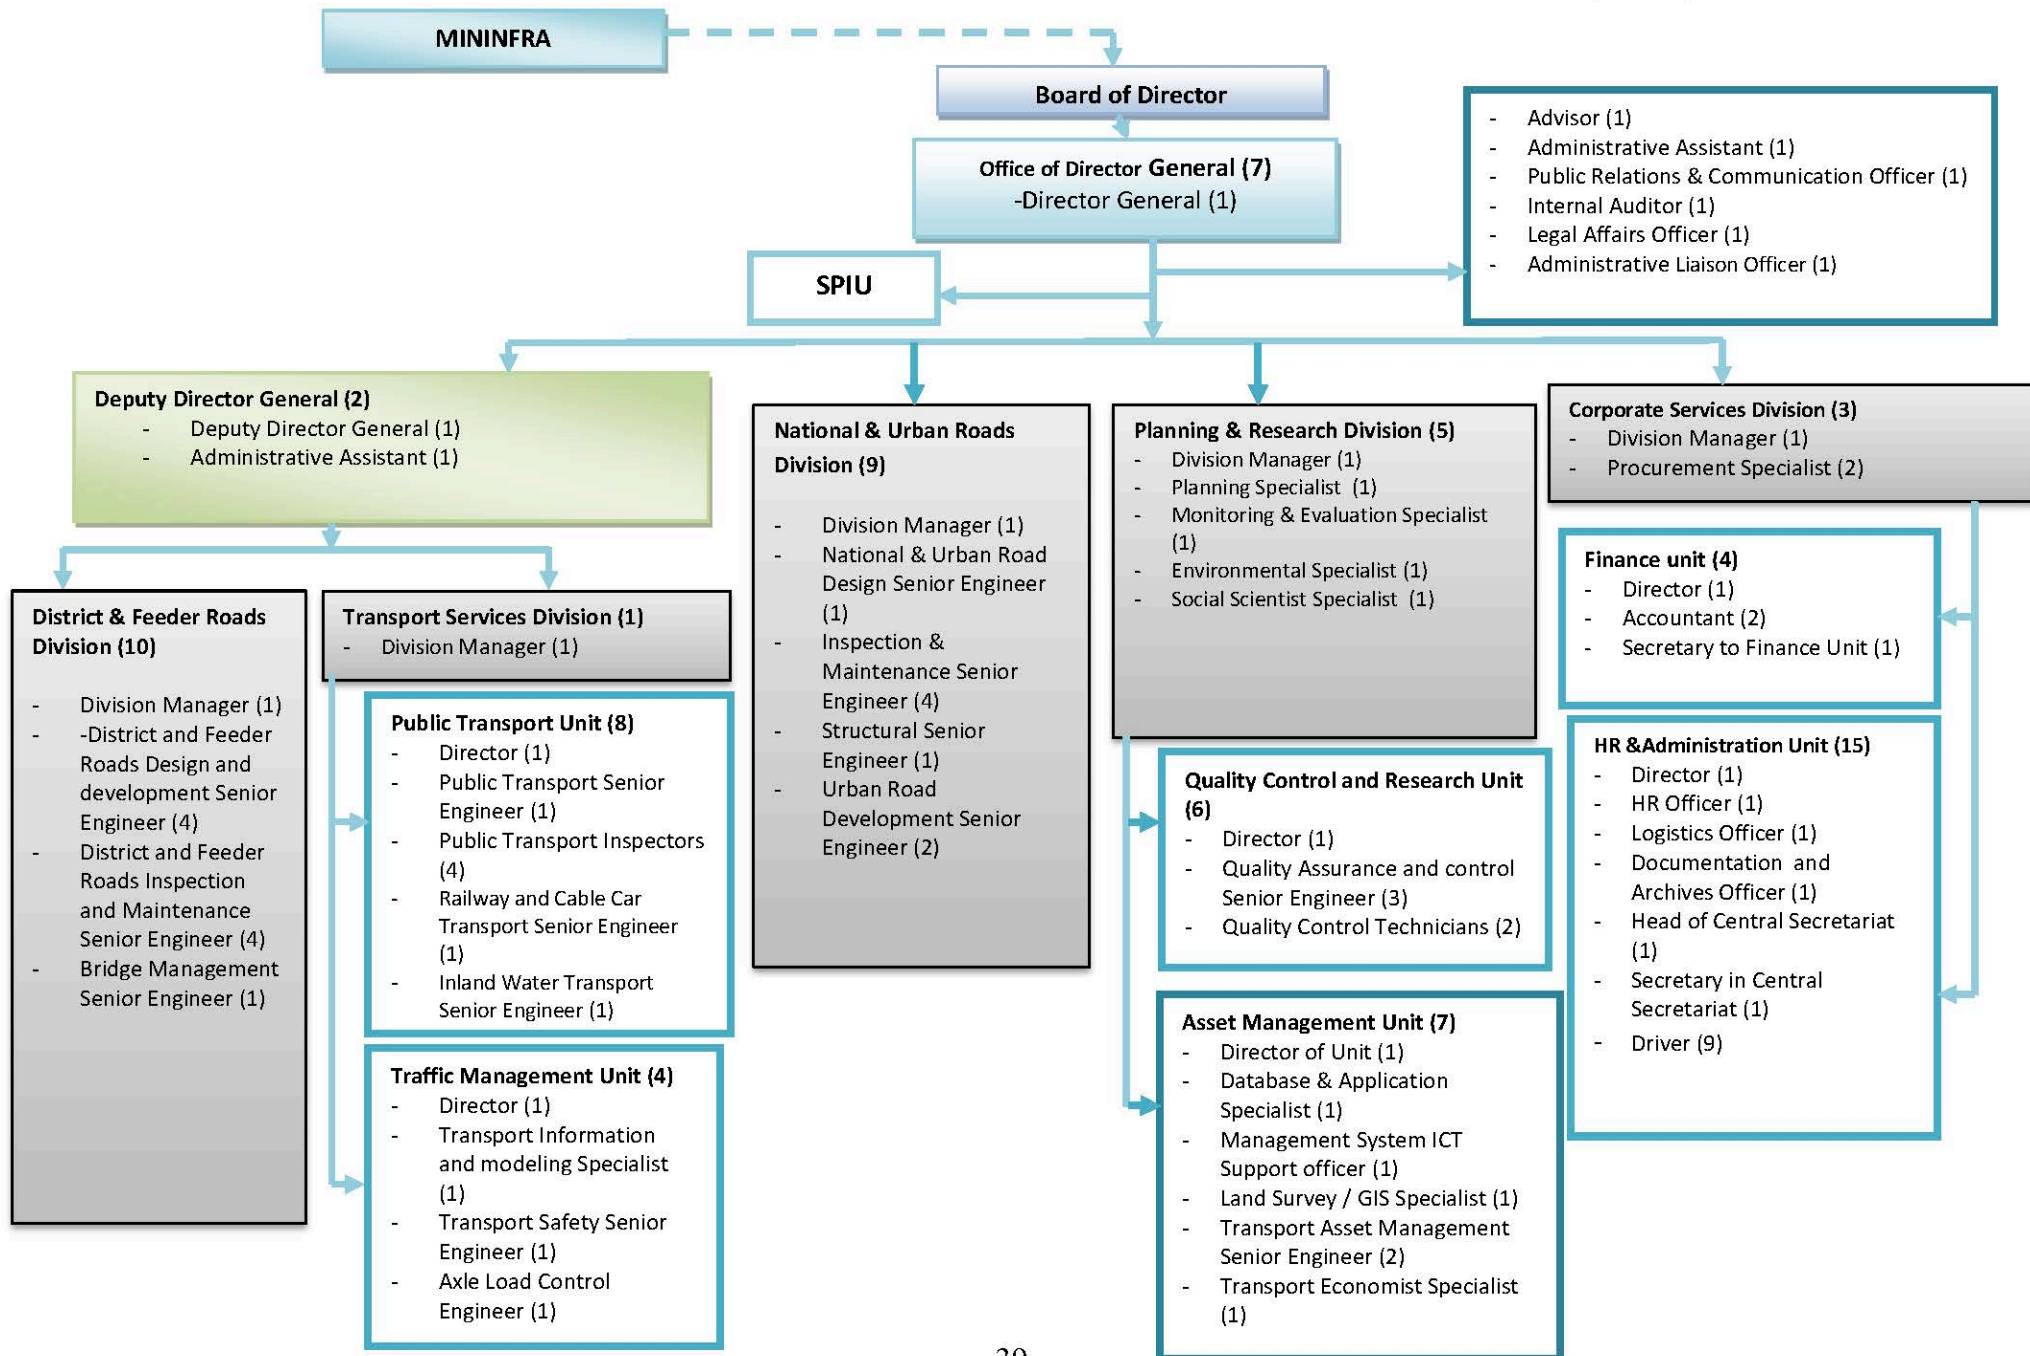 MININFRA
Board of Director
Office of Director General (7)
-Director General (1)
- Advisor (1)
- Administrative Assistant (1)
- Public Relations & Communication Officer (1)
- Internal Auditor (1)
- Legal Affairs Officer (1)
- Administrative Liaison Officer (1)
SPIU
Deputy Director General (2)
- Deputy Director General (1)
- Administrative Assistant (1)
District & Feeder Roads
Division (10)
- Division Manager (1)
- -District and Feeder
Roads Design and
development Senior
Engineer (4)
- District and Feeder
Roads Inspection
and Maintenance
Senior Engineer (4)
- Bridge Management
Senior Engineer (1)
Transport Services Division (1)
- Division Manager (1)
Public Transport Unit (8)
- Director (1)
- Public Transport Senior
Engineer (1)
- Public Transport Inspectors
(4)
- Railway and Cable Car
Transport Senior Engineer
(1)
- Inland Water Transport
Senior Engineer (1)
Traffic Management Unit (4)
- Director (1)
- Transport Information
and modeling Specialist
(1)
- Transport Safety Senior
Engineer (1)
- Axle Load Control
Engineer (1)
National & Urban Roads
Division (9)
- Division Manager (1)
- National & Urban Road
Design Senior Engineer
(1)
- Inspection &
Maintenance Senior
Engineer (4)
- Structural Senior
Engineer (1)
- Urban Road
Development Senior
Engineer (2)
Planning & Research Division (5)
- Division Manager (1)
- Planning Specialist (1)
- Monitoring & Evaluation Specialist
(1)
- Environmental Specialist (1)
- Social Scientist Specialist (1)
Quality Control and Research Unit
(6)
- Director (1)
- Quality Assurance and control
Senior Engineer (3)
- Quality Control Technicians (2)
Asset Management Unit (7)
- Director of Unit (1)
- Database & Application
Specialist (1)
- Management System ICT
Support officer (1)
- Land Survey / GIS Specialist (1)
- Transport Asset Management
Senior Engineer (2)
- Transport Economist Specialist
(1)
Corporate Services Division (3)
- Division Manager (1)
- Procurement Specialist (2)
Finance unit (4)
- Director (1)
- Accountant (2)
- Secretary to Finance Unit (1)
HR &Administration Unit (15)
- Director (1)
- HR Officer (1)
- Logistics Officer (1)
- Documentation and
Archives Officer (1)
- Head of Central Secretariat
(1)
- Secretary in Central
Secretariat (1)
- Driver (9)